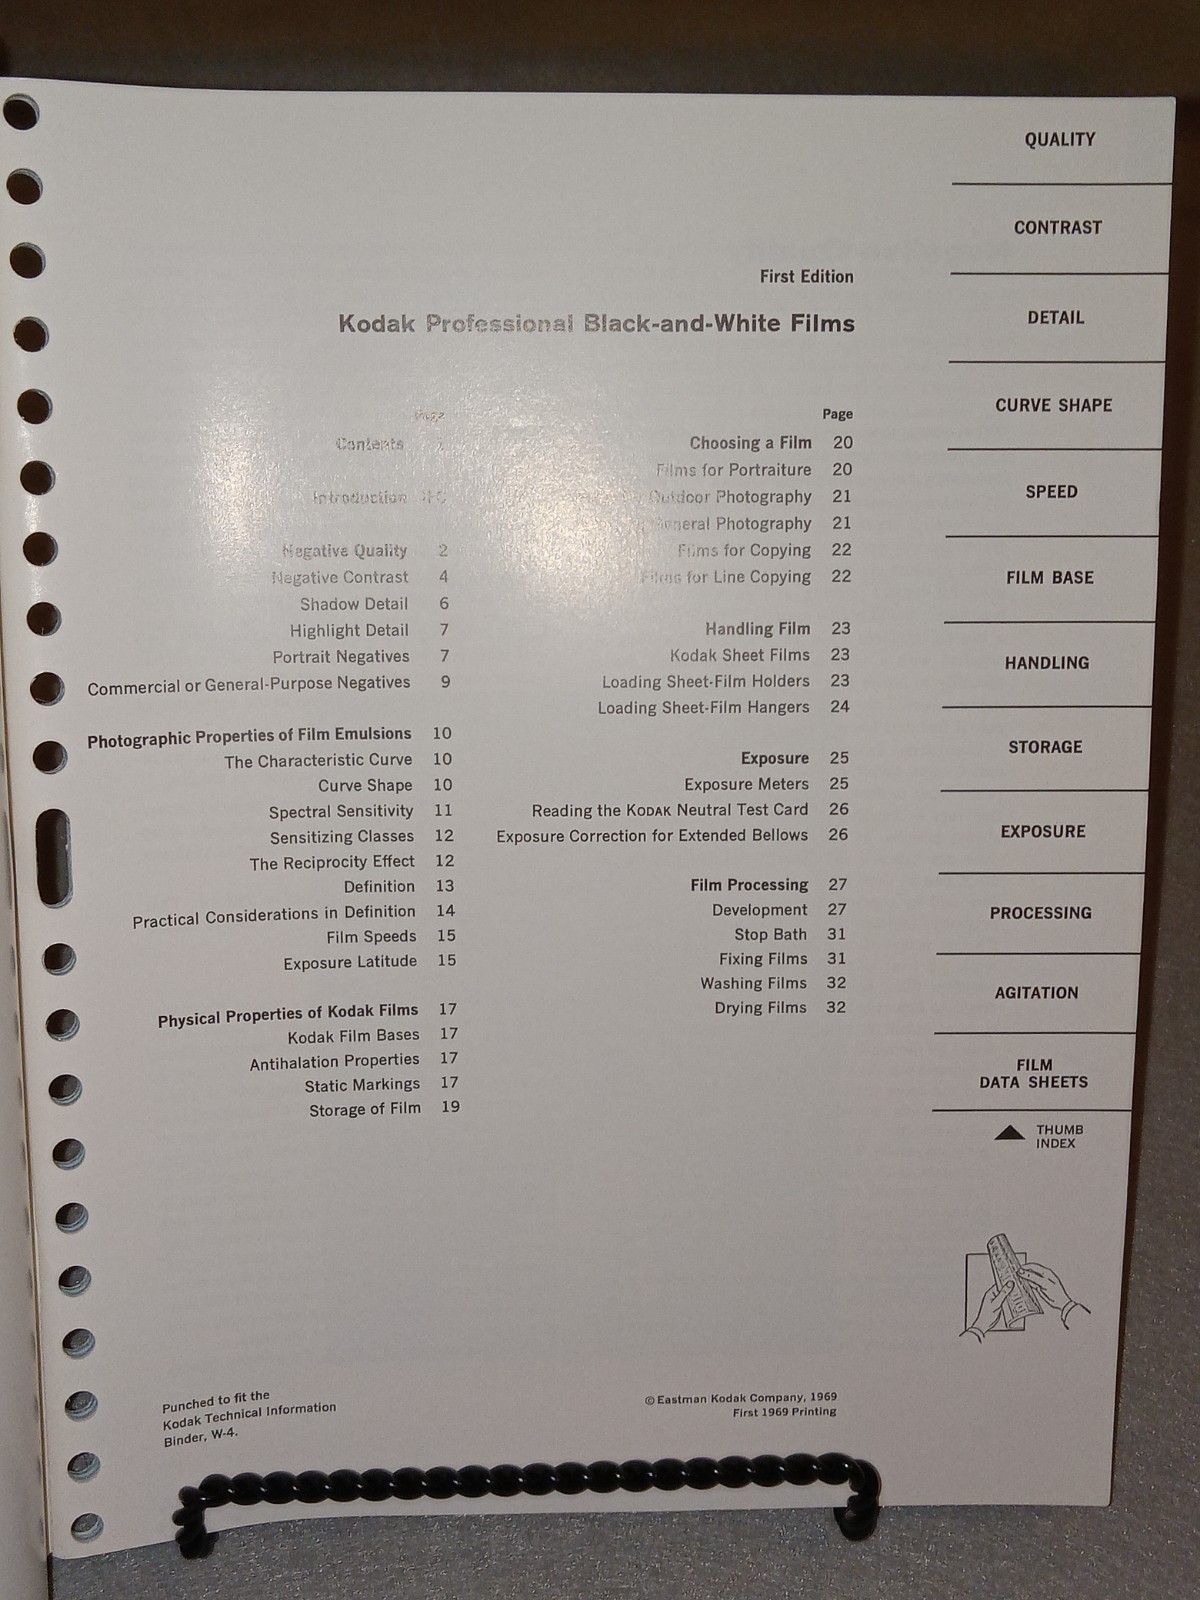 First Edition
Kodak Professional Black-and-White Films
Page
Contents
Introduction
Negative Quality 2
Negative Contrast 4
Shadow Detail 6
Highlight Detail 7
Portrait Negatives 7
Commercial or General-Purpose Negatives 9
Photographic Properties of Film Emulsions 10
The Characteristic Curve 10
Curve Shape 10
Spectral Sensitivity 11
Sensitizing Classes 12
The Reciprocity Effect 12
Definition 13
Practical Considerations in Definition 14
Film Speeds 15
Exposure Latitude 15
Physical Properties of Kodak Films 17
Kodak Film Bases 17
Antihalation Properties 17
Static Markings 17
Storage of Film 19
Page
Choosing a Film 20
Films for Portraiture 20
Outdoor Photography 21
General Photography 21
Films for Copying 22
Films for Line Copying 22
Handling Film 23
Kodak Sheet Films 23
Loading Sheet-Film Holders 23
Loading Sheet-Film Hangers 24
Exposure 25
Exposure Meters 25
Reading the KODAK Neutral Test Card 26
Exposure Correction for Extended Bellows 26
Film Processing 27
Development 27
Stop Bath 31
Fixing Films 31
Washing Films 32
Drying Films 32
QUALITY
CONTRAST
DETAIL
CURVE SHAPE
SPEED
FILM BASE
HANDLING
STORAGE
EXPOSURE
PROCESSING
AGITATION
FILM
DATA SHEETS
THUMB
INDEX
Punched to fit the
Kodak Technical Information
Binder, W-4.
© Eastman Kodak Company, 1969
First 1969 Printing